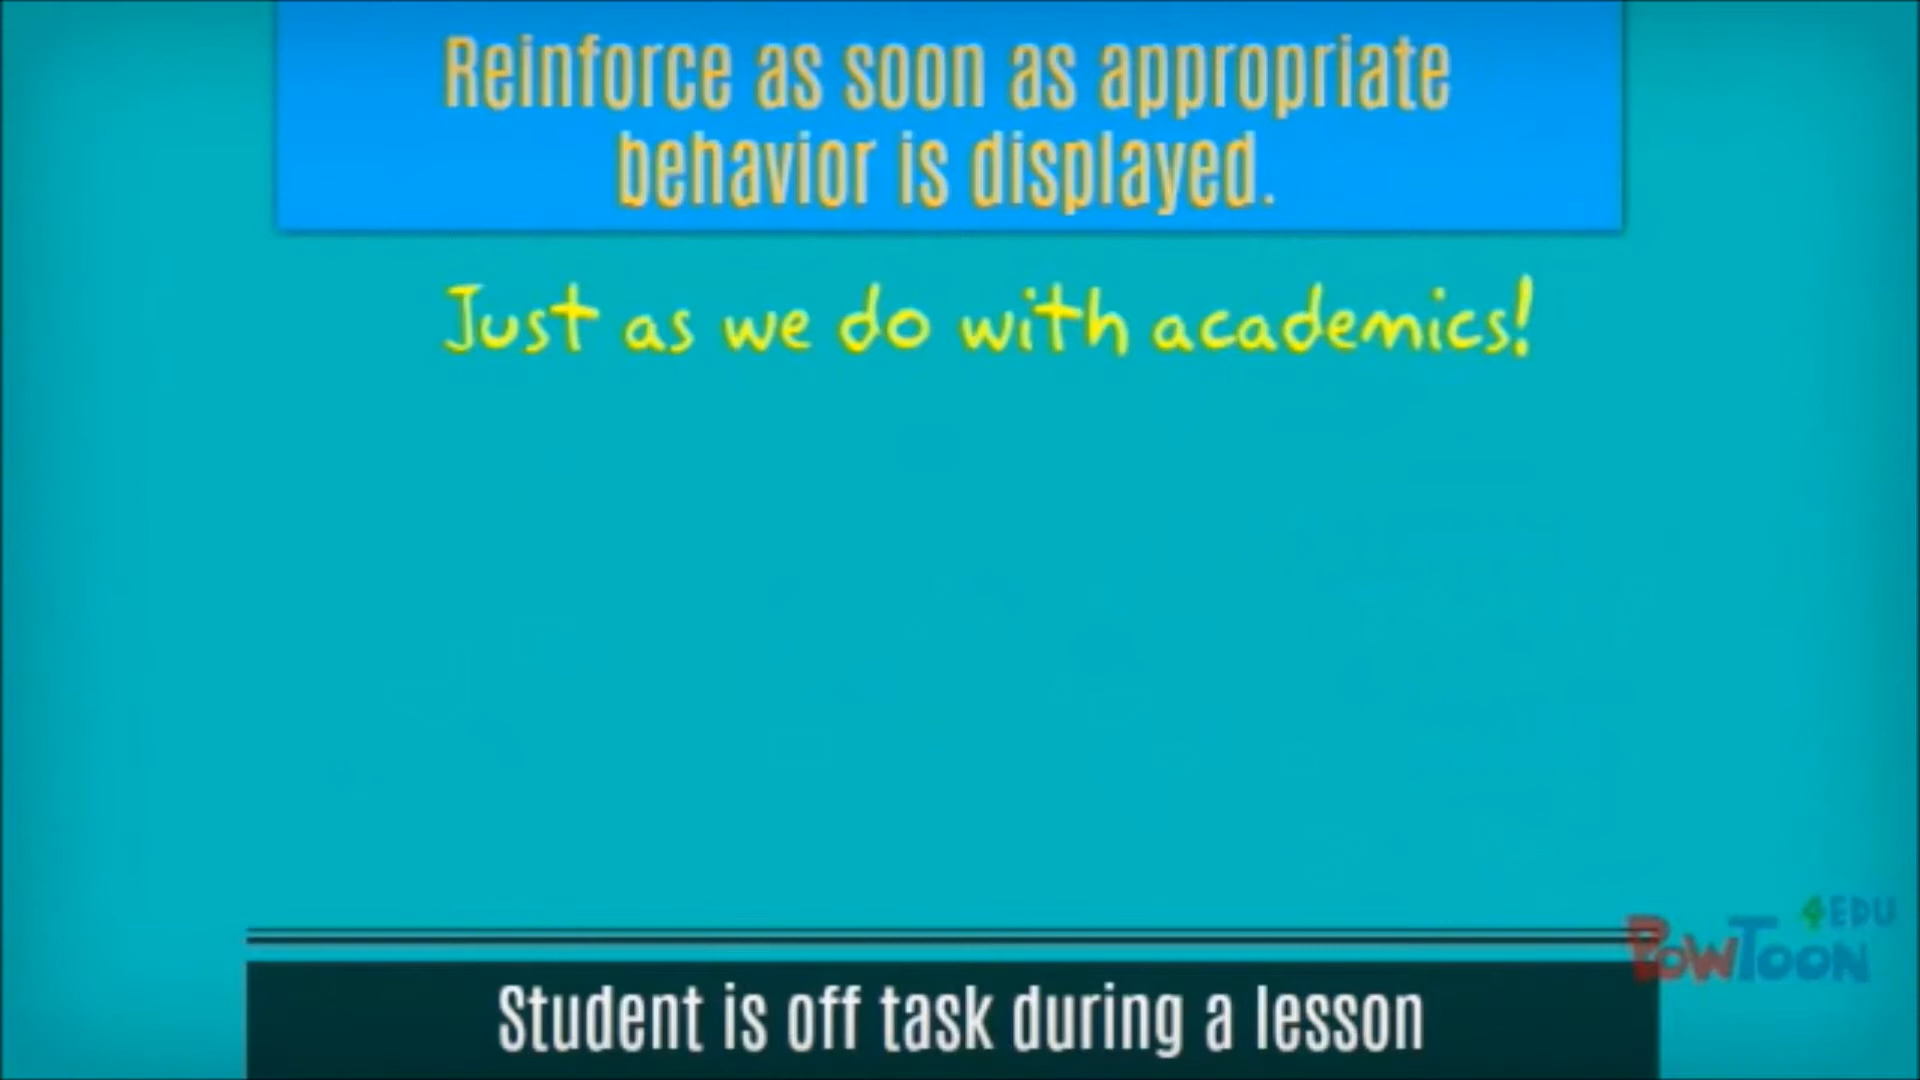 Reinforce as soon as appropriate
behavior is displayed.
Just as we do with academics!
4EDU
PowToon
Student is off task during a lesson